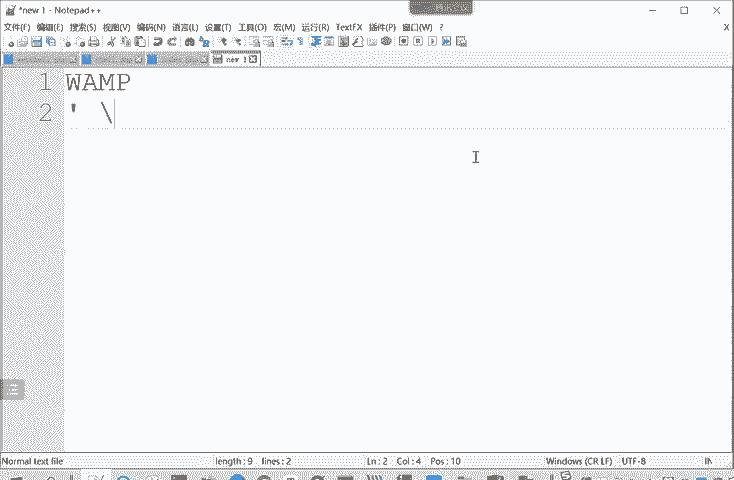 *new 1 - Notepad++
文件(F) 编辑(E) 搜索(S) 视图(V) 编码(N) 语言(L) 设置(T) 工具(O) 宏(M) 运行(R) TextFX 插件(P) 窗口(W) ?
X
new 1
1 WAMP
2 ' \
Normal text file length : 9 lines : 2 Ln : 2 Col : 4 Pos : 10 Windows (CR LF) UTF-8 IN